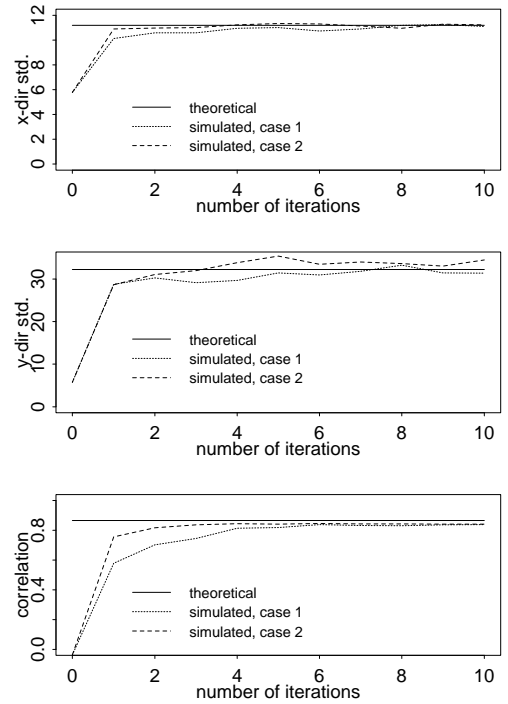 x-dir std.
12
10
8
6
4
2
0
theoretical
simulated, case 1
simulated, case 2
0 2 4 6 8 10
number of iterations
y-dir std.
30
20
10
0
theoretical
simulated, case 1
simulated, case 2
0 2 4 6 8 10
number of iterations
correlation
0.8
0.4
0.0
theoretical
simulated, case 1
simulated, case 2
0 2 4 6 8 10
number of iterations